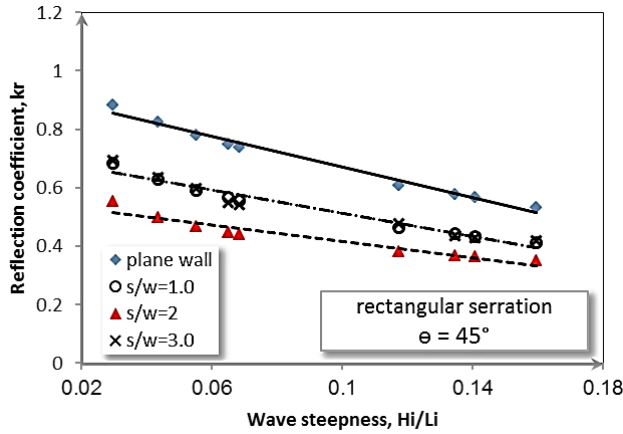 1.2
1
0.8
0.6
0.4
0.2
0
Reflection coefficient, kr
plane wall
s/w=1.0
s/w=2
s/w=3.0
rectangular serration
ɵ = 45°
0.02
0.06
0.1
0.14
0.18
Wave steepness, Hi/Li